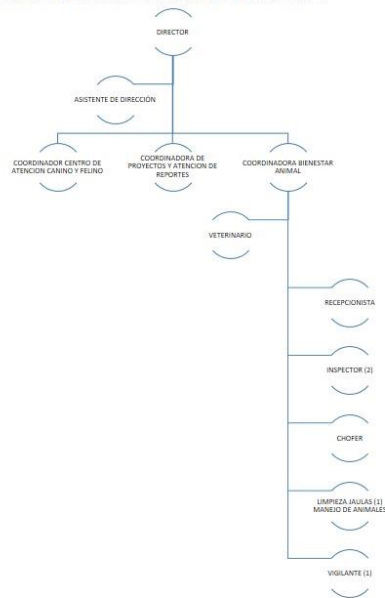 DIRECTOR
ASISTENTE DE DIRECCIÓN
COORDINADOR CENTRO DE
ATENCION CANINO Y FELINO
COORDINADORA DE
PROYECTOS Y ATENCION DE
REPORTES
COORDINADORA BIENESTAR
ANIMAL
VETERINARIO
RECEPCIONISTA
INSPECTOR (2)
CHOFER
LIMPIEZA JAULAS (1)
MANEJO DE ANIMALES
VIGILANTE (1)